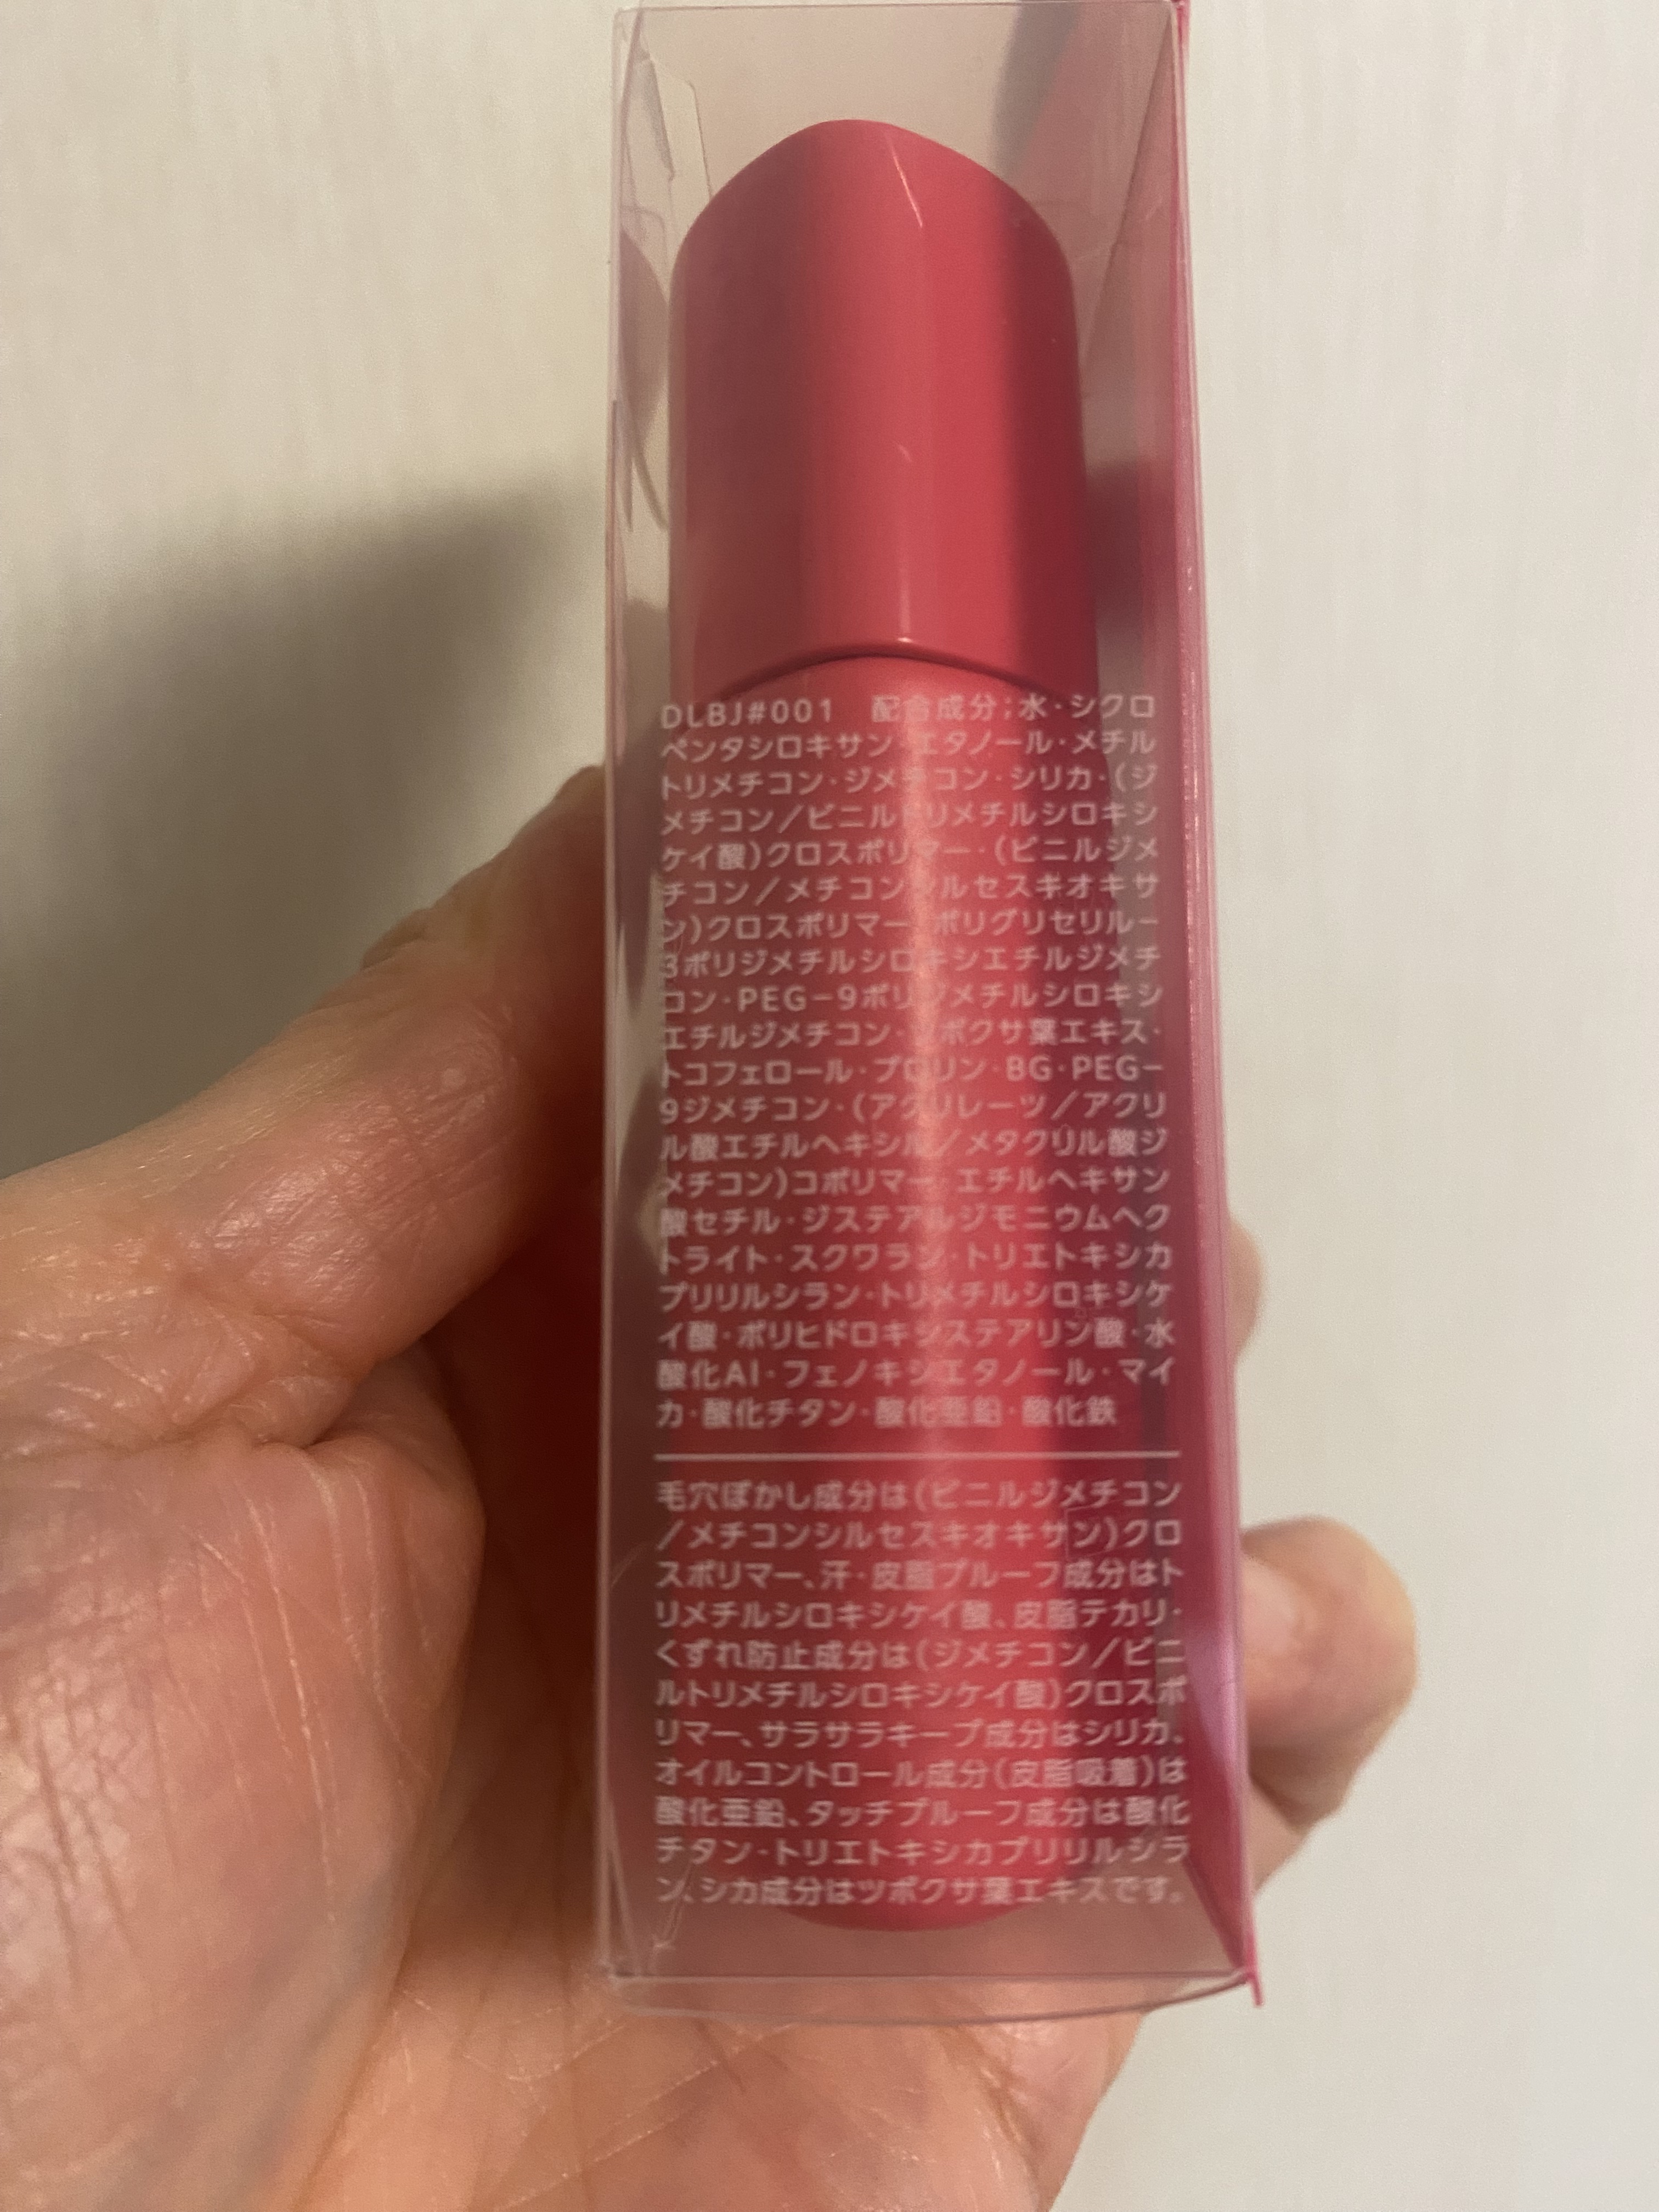 DLBJ#001　配合成分;水・シクロ
ペンタシロキサン・エタノール・メチル
トリメチコン・ジメチコン・シリカ・(ジ
メチコン/ビニルトリメチルシロキシ
ケイ酸)クロスポリマー・(ビニルジメ
チコン/メチコンシルセスキオキサ
ン)クロスポリマー・ポリグリセリル-
3ポリジメチルシロキシエチルジメチ
コン・PEG-9ポリジメチルシロキシ
エチルジメチコン・ツボクサ葉エキス・
トコフェロール・プロリン・BG・PEG-
9ジメチコン・(アクリレーツ/アクリ
ル酸エチルヘキシル/メタクリル酸ジ
メチコン)コポリマー・エチルヘキサン
酸セチル・ジステアルジモニウムヘク
トライト・スクワラン・トリエトキシカ
プリリルシラン・トリメチルシロキシケ
イ酸・ポリヒドロキシステアリン酸・水
酸化Al・フェノキシエタノール・マイ
カ・酸化チタン・酸化亜鉛・酸化鉄
毛穴ぼかし成分は(ビニルジメチコン
/メチコンシルセスキオキサン)クロ
スポリマー、汗・皮脂プルーフ成分はト
リメチルシロキシケイ酸、皮脂テカリ・
くずれ防止成分は(ジメチコン/ビニ
ルトリメチルシロキシケイ酸)クロスポ
リマー、サラサラキープ成分はシリカ、
オイルコントロール成分(皮脂吸着)は
酸化亜鉛、タッチプルーフ成分は酸化
チタン・トリエトキシカプリリルシラ
ン、シカ成分はツボクサ葉エキスです。